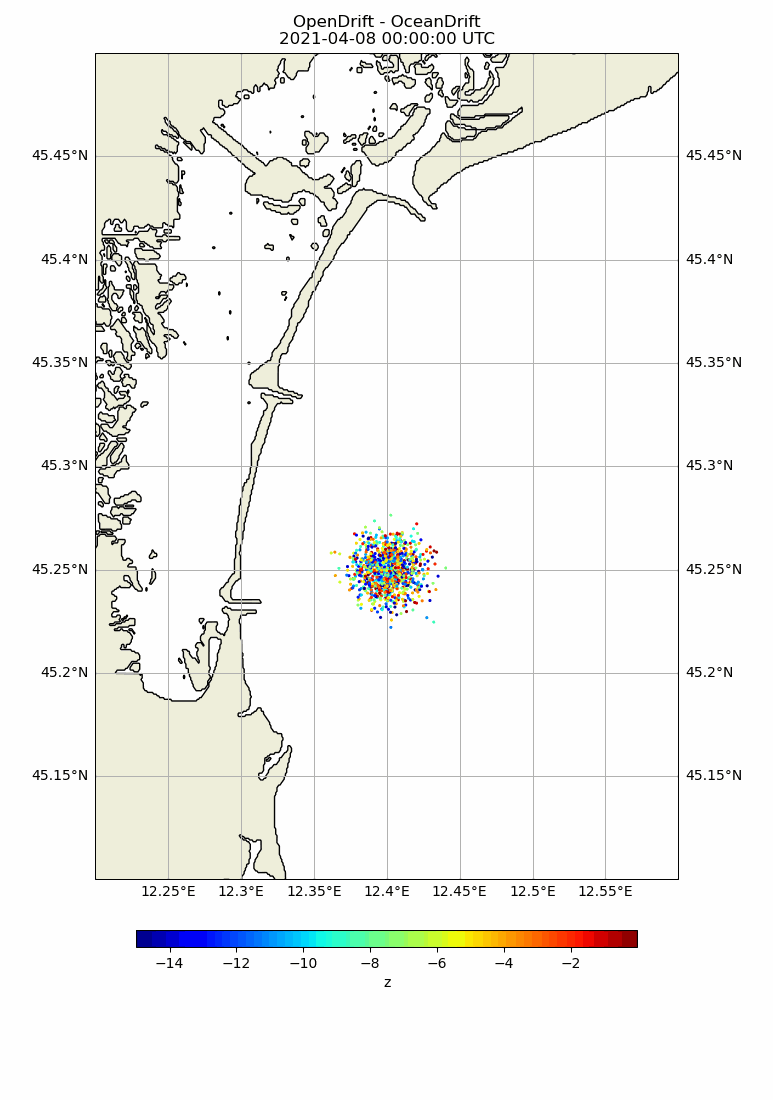 OpenDrift - OceanDrift
2021-04-08 00:00:00 UTC
45.45°N 45.45°N
45.4°N 45.4°N
45.35°N 45.35°N
45.3°N 45.3°N
45.25°N 45.25°N
45.2°N 45.2°N
45.15°N 45.15°N
12.25°E 12.3°E 12.35°E 12.4°E 12.45°E 12.5°E 12.55°E
−14 −12 −10 −8 −6 −4 −2
z